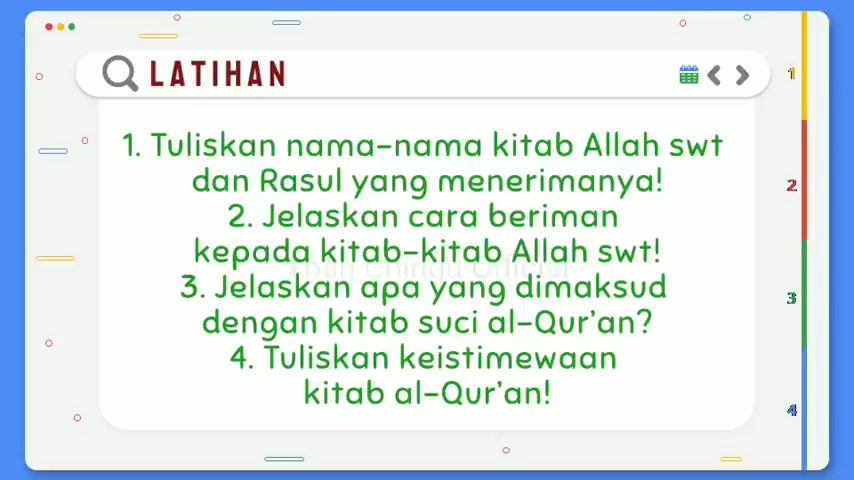 LATIHAN
1. Tuliskan nama-nama kitab Allah swt
dan Rasul yang menerimanya!
2. Jelaskan cara beriman
kepada kitab-kitab Allah swt!
3. Jelaskan apa yang dimaksud
dengan kitab suci al-Qur'an?
4. Tuliskan keistimewaan
kitab al-Qur'an!
1
2
3
4